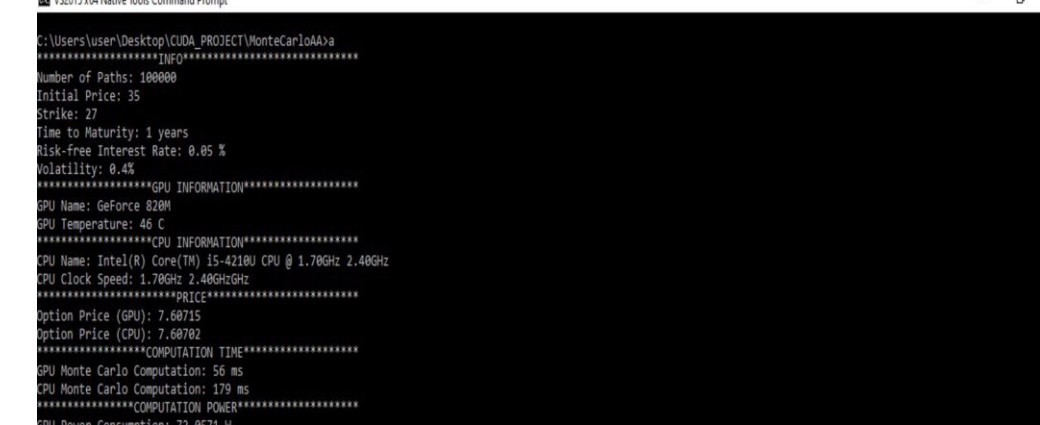 VS2015 x64 Native Tools Command Prompt
C:\Users\user\Desktop\CUDA_PROJECT\MonteCarloAA>a
********************INFO*****************************
Number of Paths: 100000
Initial Price: 35
Strike: 27
Time to Maturity: 1 years
Risk-free Interest Rate: 0.05 %
Volatility: 0.4%
*******************GPU INFORMATION*******************
GPU Name: GeForce 820M
GPU Temperature: 46 C
*******************CPU INFORMATION*******************
CPU Name: Intel(R) Core(TM) i5-4210U CPU @ 1.70GHz 2.40GHz
CPU Clock Speed: 1.70GHz 2.40GHzGHz
***********************PRICE*************************
Option Price (GPU): 7.60715
Option Price (CPU): 7.60702
******************COMPUTATION TIME*******************
GPU Monte Carlo Computation: 56 ms
CPU Monte Carlo Computation: 179 ms
****************COMPUTATION POWER********************
Power Consumption: 72.0571 W